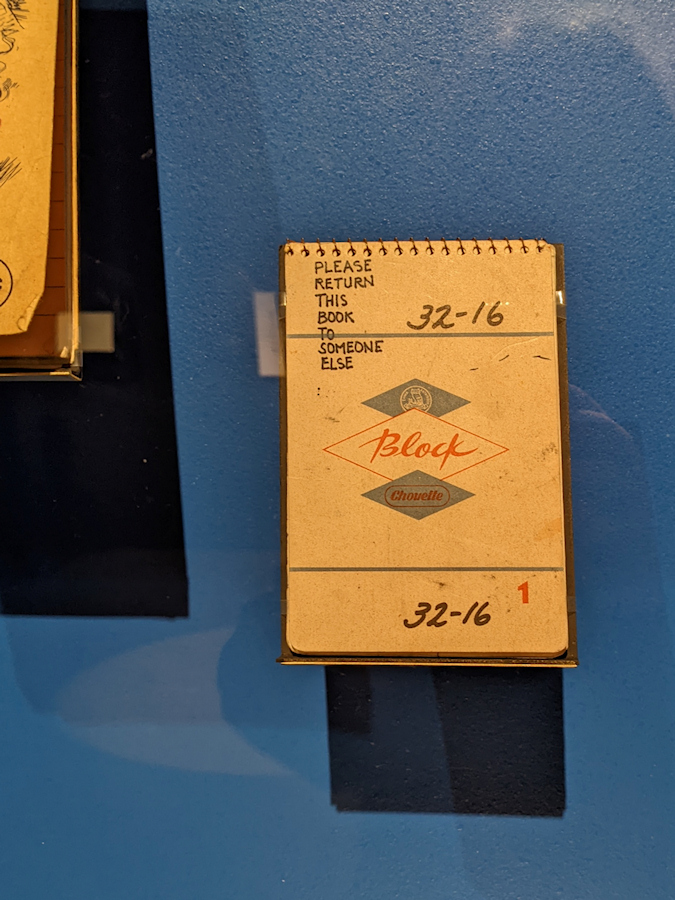 PLEASE
RETURN
THIS
BOOK
TO
SOMEONE
ELSE
32-16
Block
Chouette
1
32-16